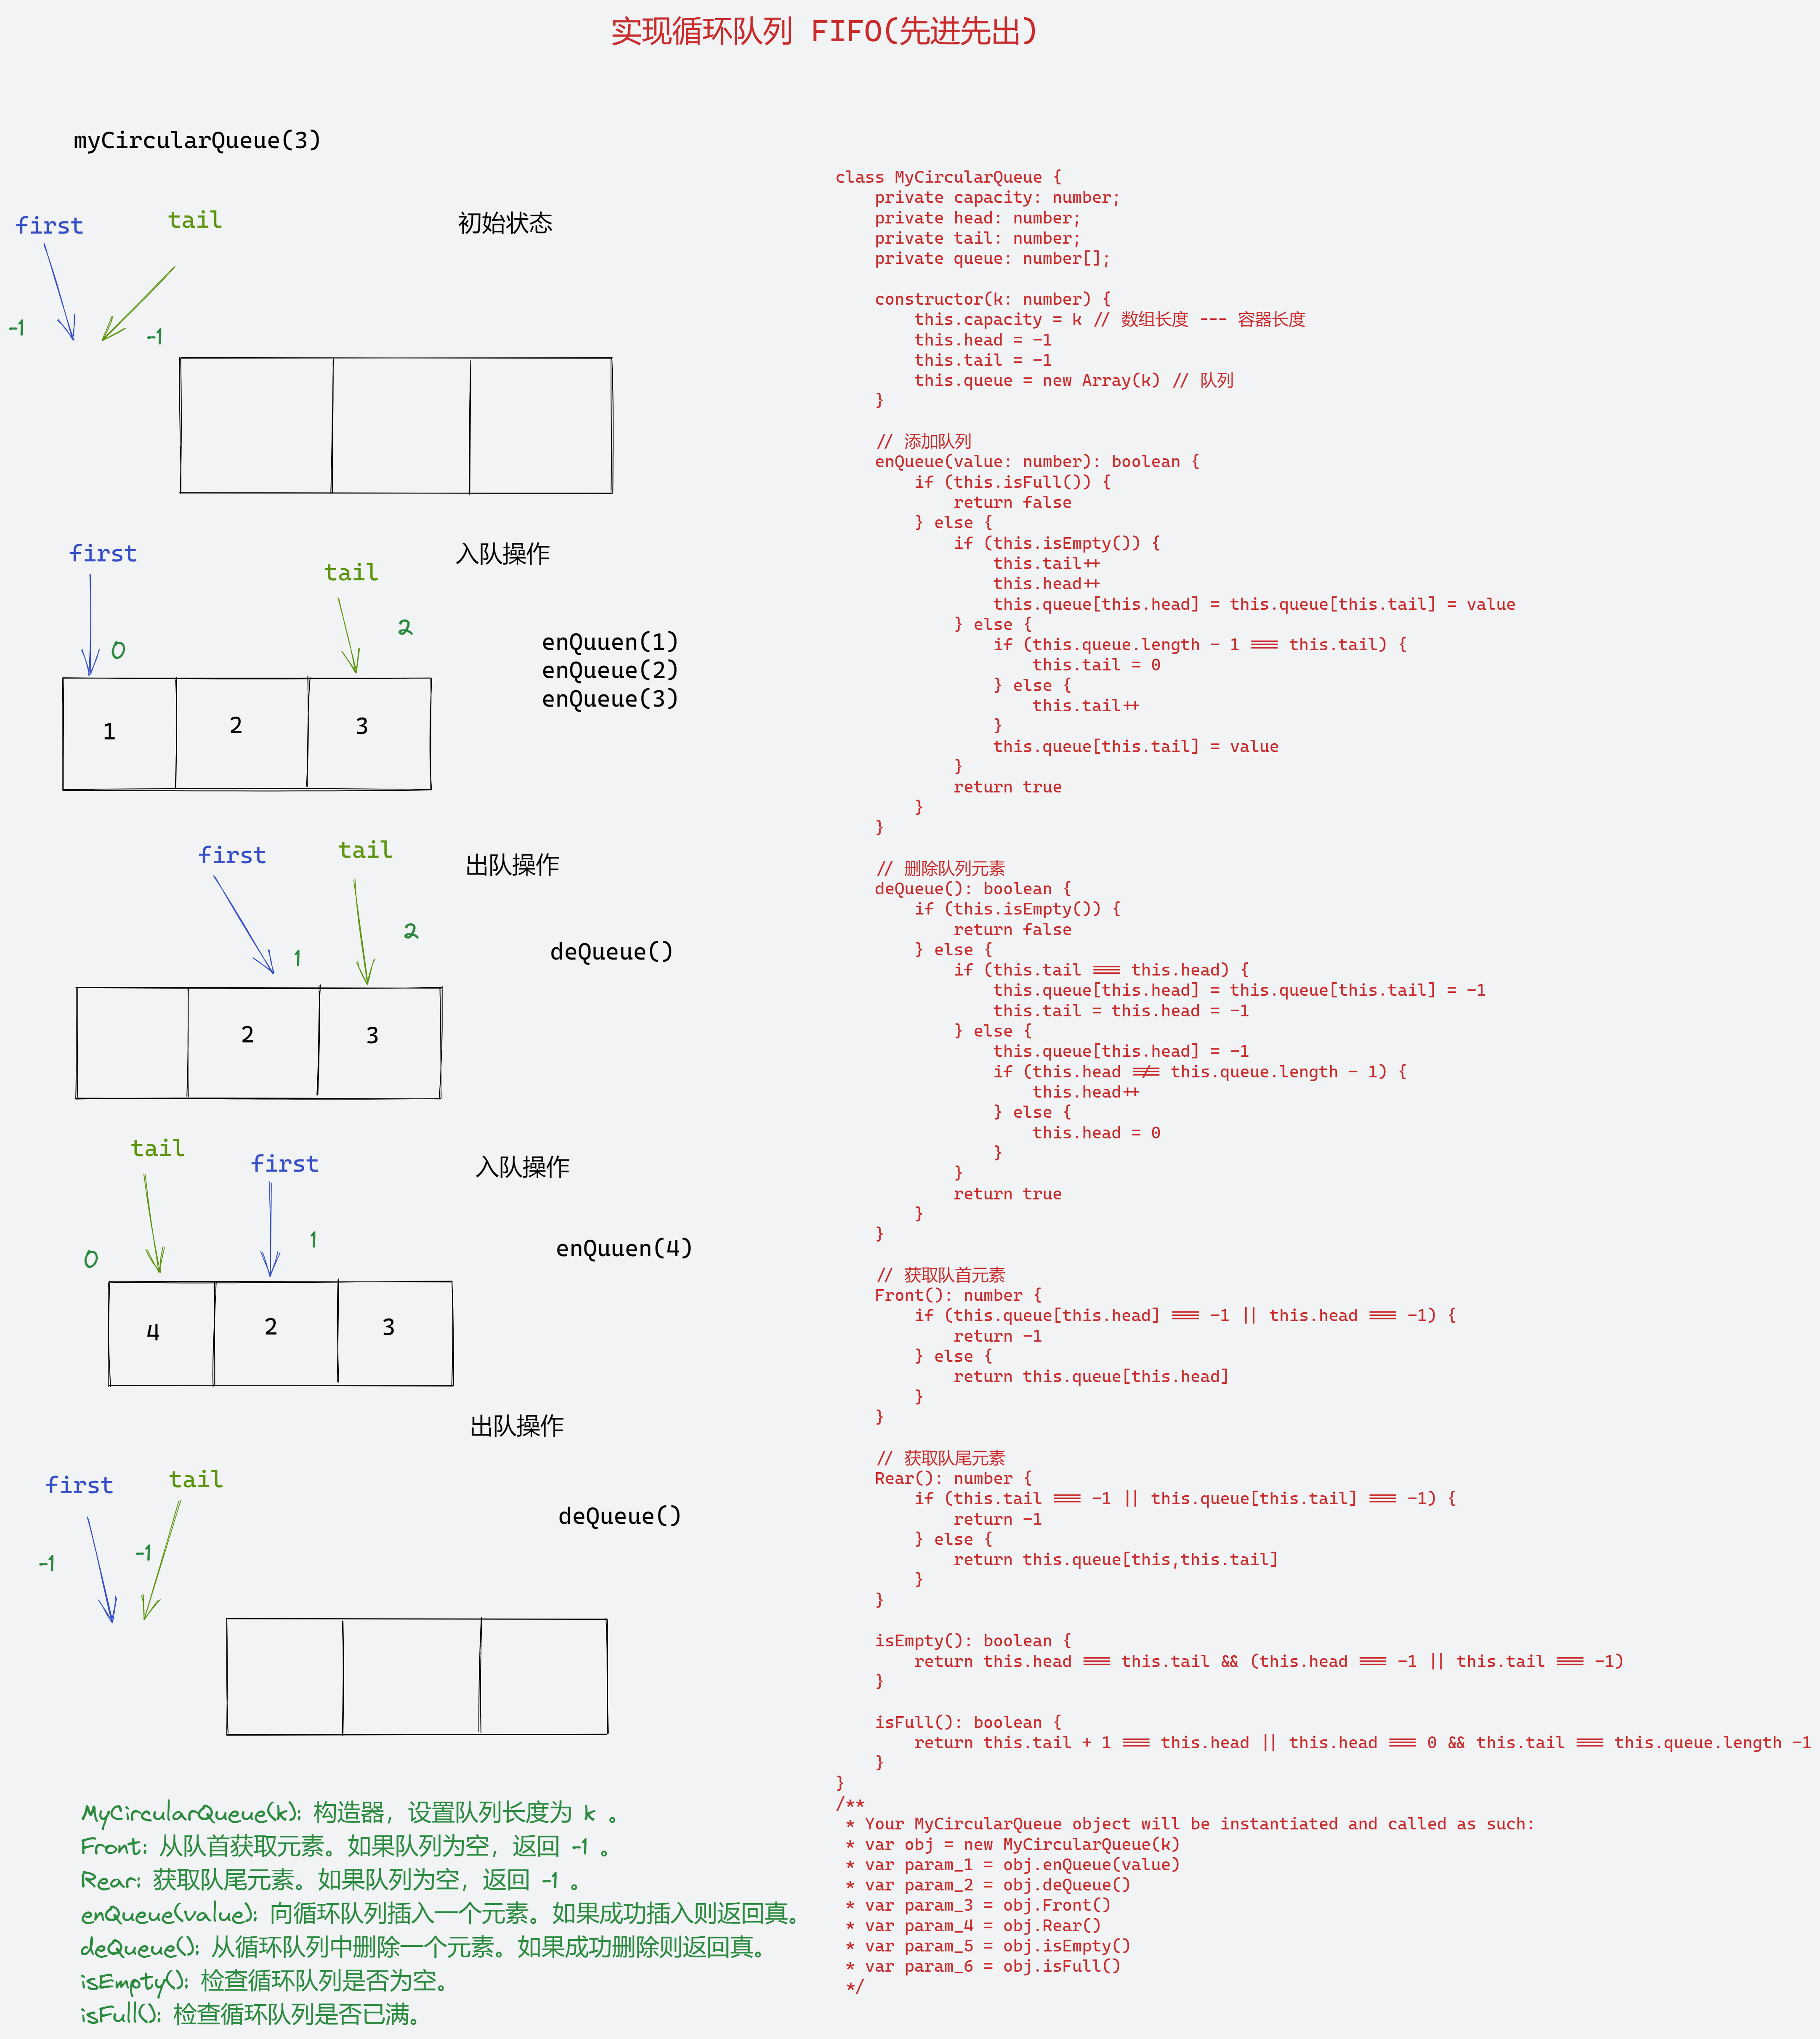 实现循环队列 FIFO(先进先出)
myCircularQueue(3)
first
tail
初始状态
-1
-1
first
tail
入队操作
0
2
enQuuen(1)
enQueue(2)
enQueue(3)
1
2
3
first
tail
出队操作
1
2
deQueue()
2
3
tail
first
入队操作
0
1
enQuuen(4)
4
2
3
出队操作
first
tail
deQueue()
-1
-1
MyCircularQueue(k): 构造器，设置队列长度为 k 。
Front: 从队首获取元素。如果队列为空，返回 -1 。
Rear: 获取队尾元素。如果队列为空，返回 -1 。
enQueue(value): 向循环队列插入一个元素。如果成功插入则返回真。
deQueue(): 从循环队列中删除一个元素。如果成功删除则返回真。
isEmpty(): 检查循环队列是否为空。
isFull(): 检查循环队列是否已满。
class MyCircularQueue {
    private capacity: number;
    private head: number;
    private tail: number;
    private queue: number[];
    constructor(k: number) {
        this.capacity = k // 数组长度 --- 容器长度
        this.head = -1
        this.tail = -1
        this.queue = new Array(k) // 队列
    }
    // 添加队列
    enQueue(value: number): boolean {
        if (this.isFull()) {
            return false
        } else {
            if (this.isEmpty()) {
                this.tail++
                this.head++
                this.queue[this.head] = this.queue[this.tail] = value
            } else {
                if (this.queue.length - 1 === this.tail) {
                    this.tail = 0
                } else {
                    this.tail++
                }
                this.queue[this.tail] = value
            }
            return true
        }
    }
    // 删除队列元素
    deQueue(): boolean {
        if (this.isEmpty()) {
            return false
        } else {
            if (this.tail === this.head) {
                this.queue[this.head] = this.queue[this.tail] = -1
                this.tail = this.head = -1
            } else {
                this.queue[this.head] = -1
                if (this.head !== this.queue.length - 1) {
                    this.head++
                } else {
                    this.head = 0
                }
            }
            return true
        }
    }
    // 获取队首元素
    Front(): number {
        if (this.queue[this.head] === -1 || this.head === -1) {
            return -1
        } else {
            return this.queue[this.head]
        }
    }
    // 获取队尾元素
    Rear(): number {
        if (this.tail === -1 || this.queue[this.tail] === -1) {
            return -1
        } else {
            return this.queue[this,this.tail]
        }
    }
    isEmpty(): boolean {
        return this.head === this.tail && (this.head === -1 || this.tail === -1)
    }
    isFull(): boolean {
        return this.tail + 1 === this.head || this.head === 0 && this.tail === this.queue.length -1
    }
}
/**
 * Your MyCircularQueue object will be instantiated and called as such:
 * var obj = new MyCircularQueue(k)
 * var param_1 = obj.enQueue(value)
 * var param_2 = obj.deQueue()
 * var param_3 = obj.Front()
 * var param_4 = obj.Rear()
 * var param_5 = obj.isEmpty()
 * var param_6 = obj.isFull()
 */